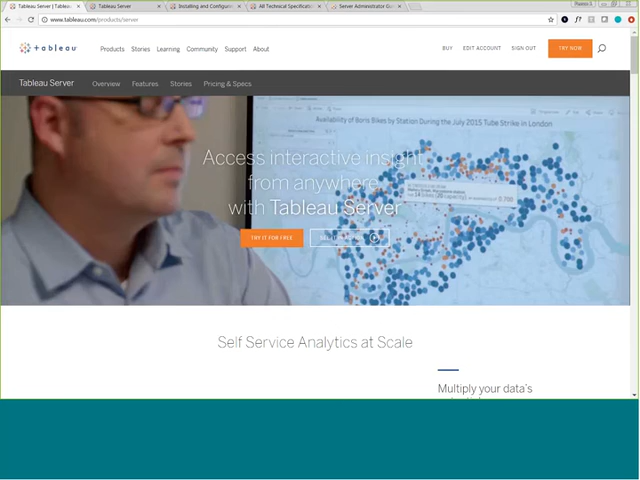 Tableau Server | Tableau
Tableau Server
Installing and Configurin
All Technical Specificatio
Server Administrator Gu
www.tableau.com/products/server
+ a b l e a u
Products Stories Learning Community Support About
BUY EDIT ACCOUNT SIGN OUT TRY NOW
Tableau Server Overview Features Stories Pricing & Specs
Availability of Boris Bikes by Station During the July 2015 Tube Strike in London
Access interactive insight
from anywhere
with Tableau Server
TRY IT FOR FREE
Self Service Analytics at Scale
Multiply your data's